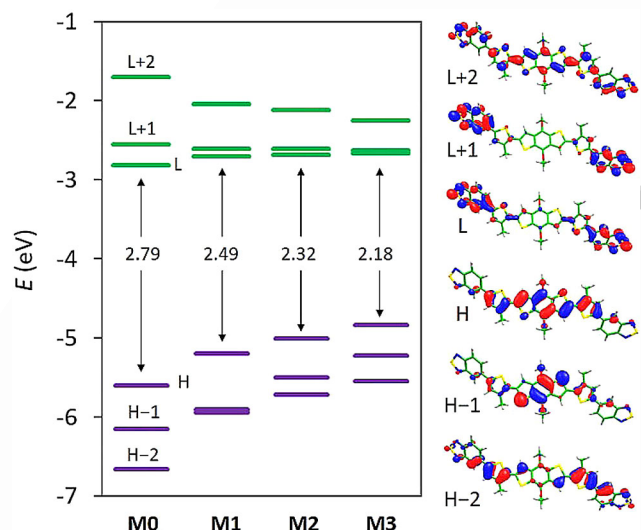 -1
-2
-3
-4
-5
-6
-7
E (eV)
L+2
L+1
L
2.79
2.49
2.32
2.18
H
H−1
H−2
M0
M1
M2
M3
L+2
L+1
L
H
H−1
H−2